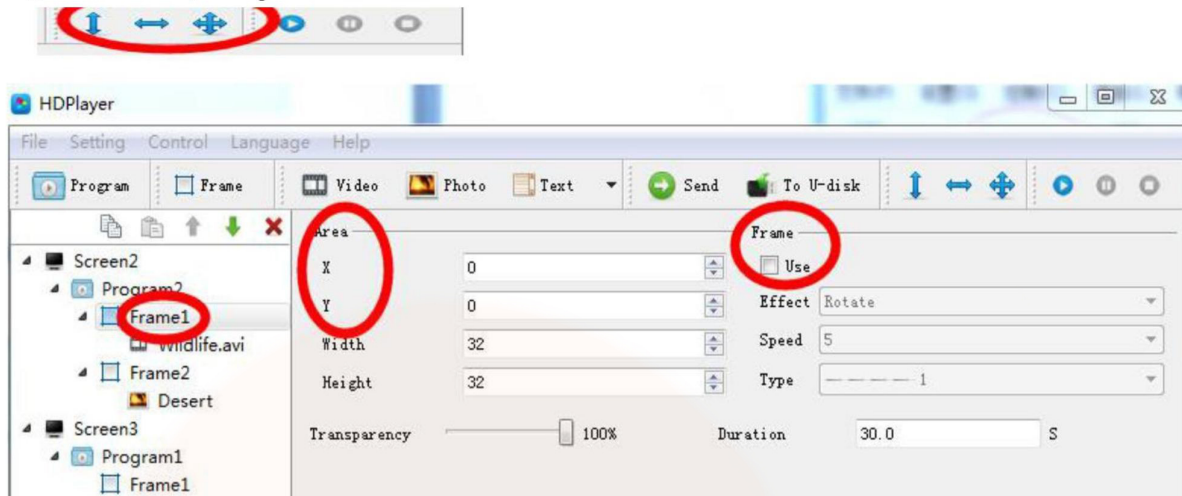 HDPlayer
File Setting Control Language Help
Program Frame Video Photo Text Send To U-disk
Area Frame
Screen2 X 0 Use
Program2
Frame1 Y 0 Effect Rotate
Wildlife.avi Width 32 Speed 5
Frame2 Height 32 Type 1
Desert
Screen3 Transparency 100% Duration 30.0 S
Program1
Frame1